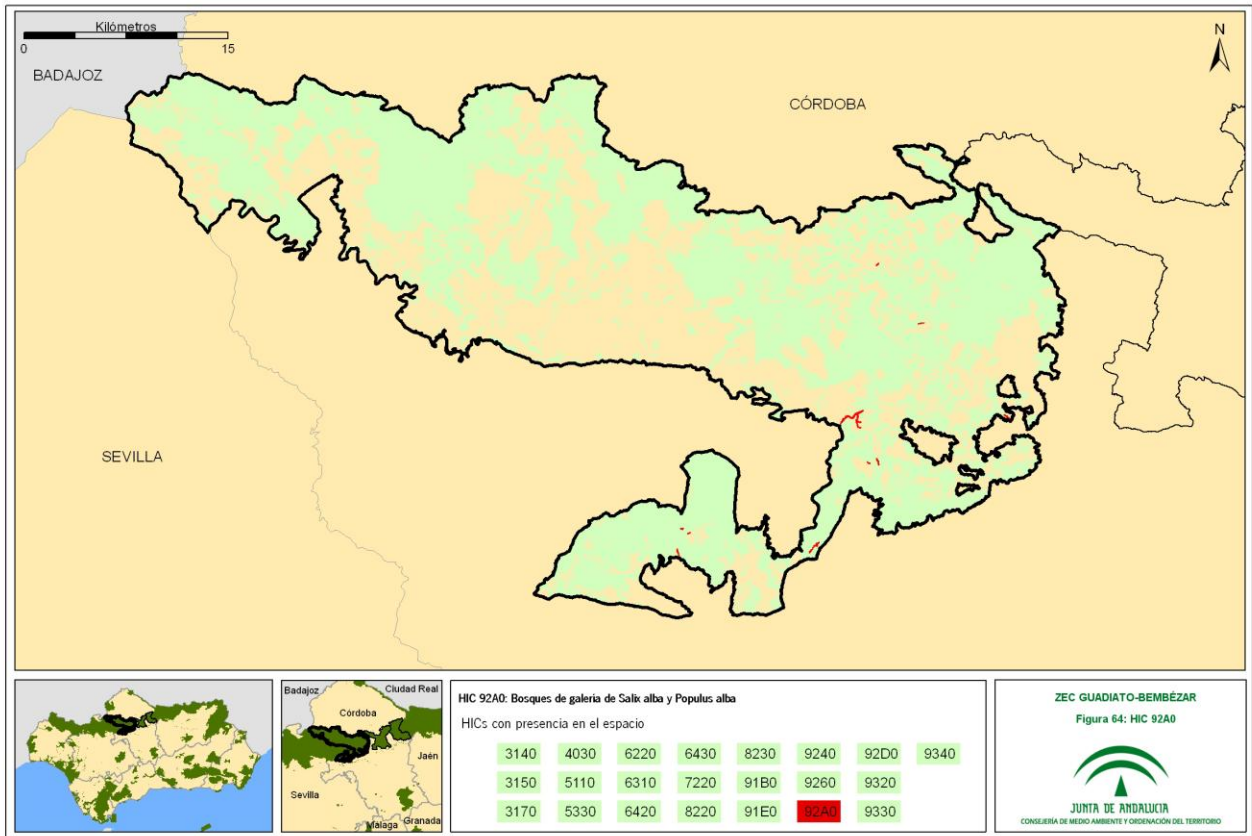 Kilómetros
0 15
N
BADAJOZ
CÓRDOBA
SEVILLA
Badajoz
Ciudad Real
Córdoba
Jaén
Sevilla
Málaga
Granada
HIC 92A0: Bosques de galería de Salix alba y Populus alba
HICs con presencia en el espacio
3140 4030 6220 6430 8230 9240 92D0 9340
3150 5110 6310 7220 91B0 9260 9320
3170 5330 6420 8220 91E0 92A0 9330
ZEC GUADIATO-BEMBÉZAR
Figura 64: HIC 92A0
JUNTA DE ANDALUCIA
CONSEJERÍA DE MEDIO AMBIENTE Y ORDENACIÓN DEL TERRITORIO